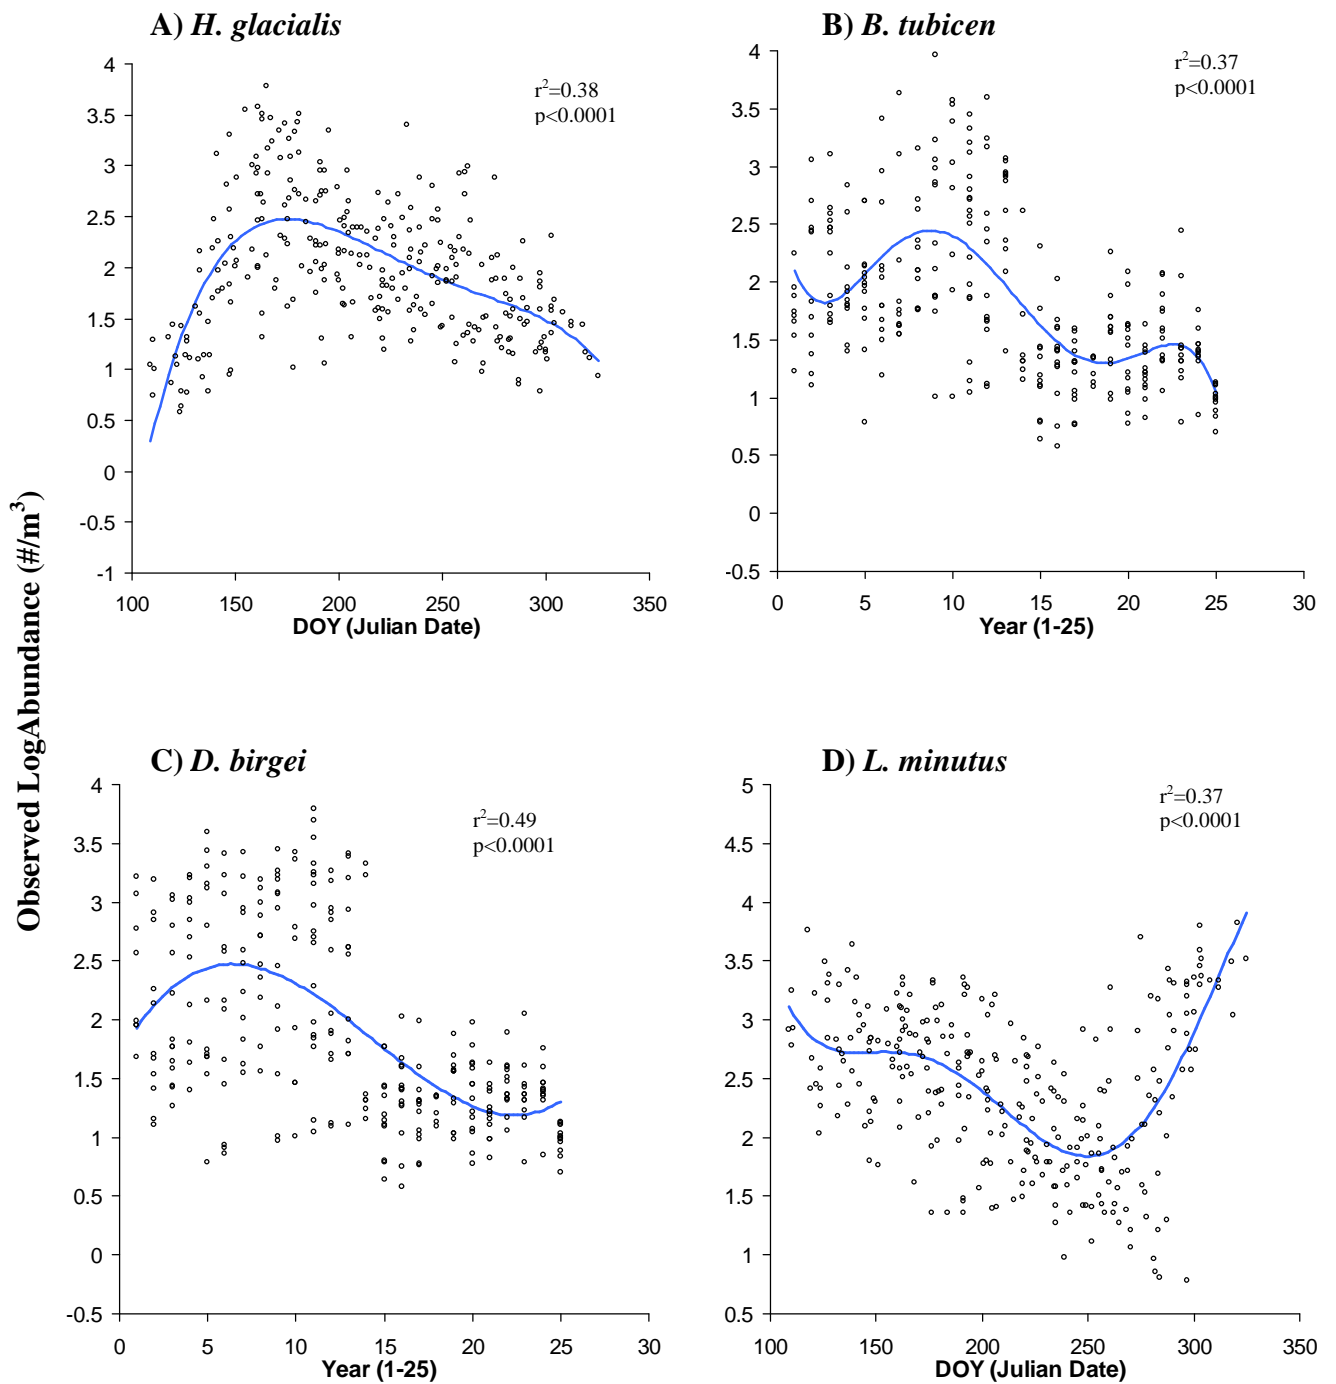 A) H. glacialis
r²=0.38
p<0.0001
4
3.5
3
2.5
2
1.5
1
0.5
0
-0.5
-1
100 150 200 250 300 350
DOY (Julian Date)
B) B. tubicen
r²=0.37
p<0.0001
4
3.5
3
2.5
2
1.5
1
0.5
0
-0.5
0 5 10 15 20 25 30
Year (1-25)
Observed LogAbundance (#/m³)
C) D. birgei
r²=0.49
p<0.0001
4
3.5
3
2.5
2
1.5
1
0.5
0
-0.5
0 5 10 15 20 25 30
Year (1-25)
D) L. minutus
r²=0.37
p<0.0001
5
4.5
4
3.5
3
2.5
2
1.5
1
0.5
100 150 200 250 300 350
DOY (Julian Date)